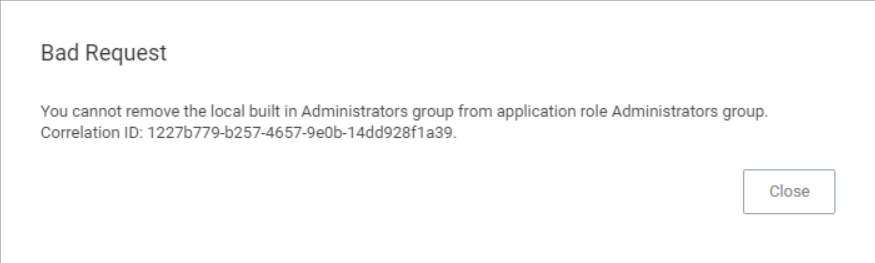 Bad Request
You cannot remove the local built in Administrators group from application role Administrators group.
Correlation ID: 1227b779-b257-4657-9e0b-14dd928f1a39.
Close